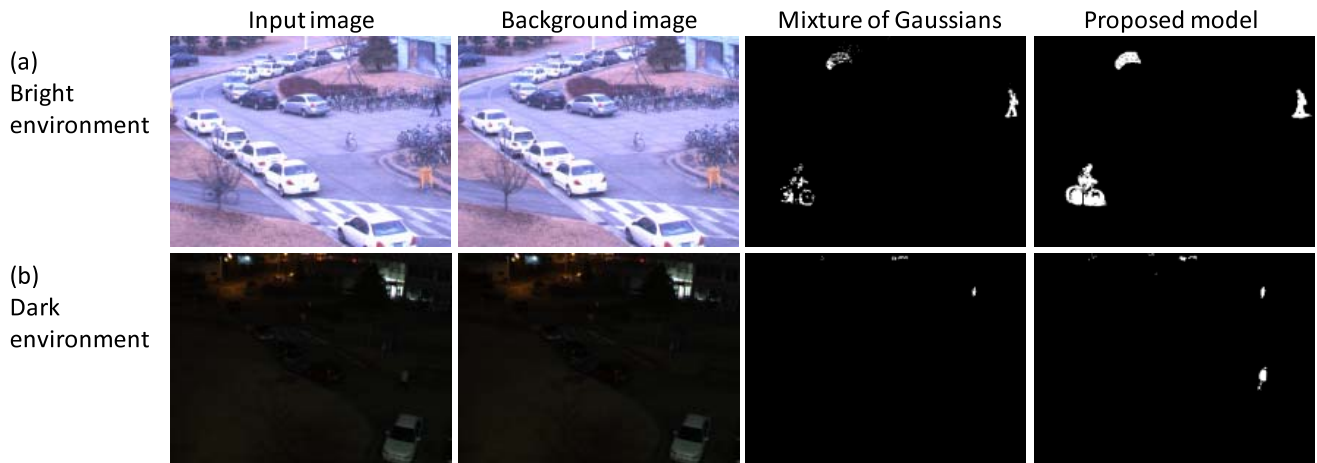 Input image
Background image
Mixture of Gaussians
Proposed model
(a)
Bright
environment
(b)
Dark
environment